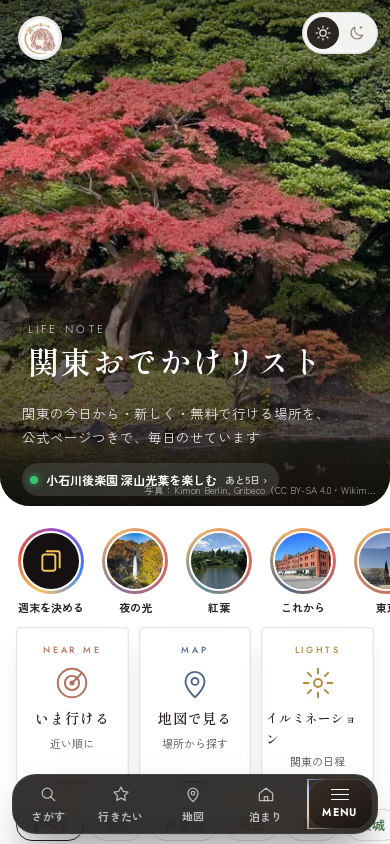 LIFE NOTE
関東おでかけリスト
関東の今日から・新しく・無料で行ける場所を、
公式ページつきで、毎日のせています
小石川後楽園 深山光葉を楽しむ あと5日 ›
写真：Kimon Berlin, Gribeco（CC BY-SA 4.0・Wikim…
週末を決める
夜の光
紅葉
これから
NEAR ME
いま行ける
近い順に
MAP
地図で見る
場所から探す
LIGHTS
イルミネーショ
ン
関東の日程
さがす
行きたい
地図
泊まり
MENU